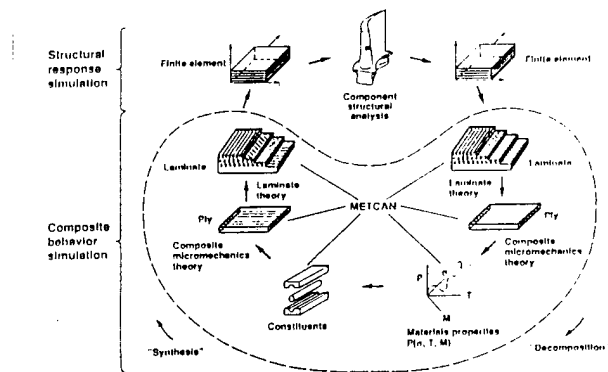 Structural
response
simulation
Finite element
Component
structural
analysis
Finite element
Laminate
Laminate
theory
Laminate
Laminate
theory
METCAN
Ply
Ply
Composite
behavior
simulation
Composite
micromechanics
theory
Composite
micromechanics
theory
P
T
M
Constituents
Materials properties
"Synthesis"
"Decomposition